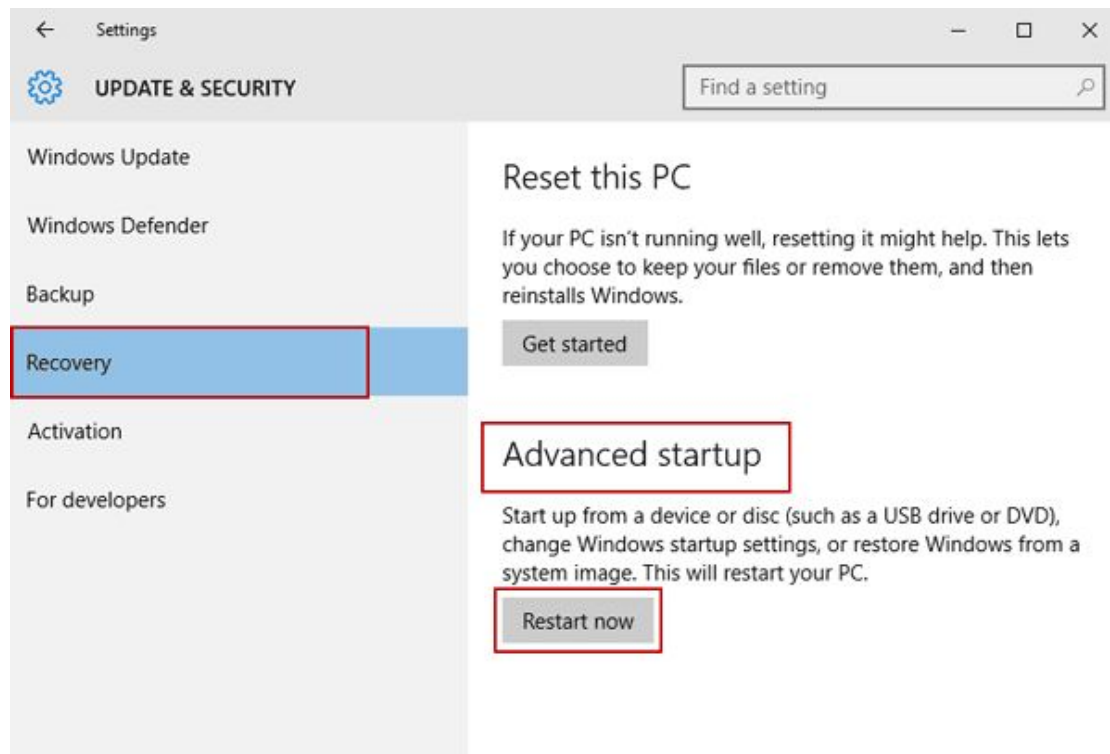 Settings
UPDATE & SECURITY
Find a setting
Windows Update
Windows Defender
Backup
Recovery
Activation
For developers
Reset this PC
If your PC isn't running well, resetting it might help. This lets
you choose to keep your files or remove them, and then
reinstalls Windows.
Get started
Advanced startup
Start up from a device or disc (such as a USB drive or DVD),
change Windows startup settings, or restore Windows from a
system image. This will restart your PC.
Restart now